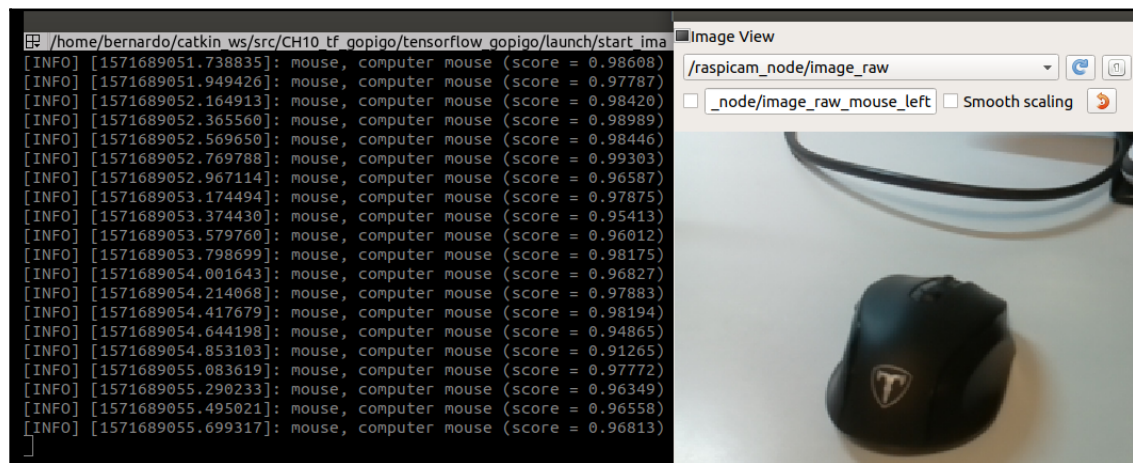 /home/bernardo/catkin_ws/src/CH10_tf_gopigo/tensorflow_gopigo/launch/start_ima
[INFO] [1571689051.738835]: mouse, computer mouse (score = 0.98608)
[INFO] [1571689051.949426]: mouse, computer mouse (score = 0.97787)
[INFO] [1571689052.164913]: mouse, computer mouse (score = 0.98420)
[INFO] [1571689052.365560]: mouse, computer mouse (score = 0.98989)
[INFO] [1571689052.569650]: mouse, computer mouse (score = 0.98446)
[INFO] [1571689052.769788]: mouse, computer mouse (score = 0.99303)
[INFO] [1571689052.967114]: mouse, computer mouse (score = 0.96587)
[INFO] [1571689053.174494]: mouse, computer mouse (score = 0.97875)
[INFO] [1571689053.374430]: mouse, computer mouse (score = 0.95413)
[INFO] [1571689053.579760]: mouse, computer mouse (score = 0.96012)
[INFO] [1571689053.798699]: mouse, computer mouse (score = 0.98175)
[INFO] [1571689054.001643]: mouse, computer mouse (score = 0.96827)
[INFO] [1571689054.214068]: mouse, computer mouse (score = 0.97883)
[INFO] [1571689054.417679]: mouse, computer mouse (score = 0.98194)
[INFO] [1571689054.644198]: mouse, computer mouse (score = 0.94865)
[INFO] [1571689054.853103]: mouse, computer mouse (score = 0.91265)
[INFO] [1571689055.083619]: mouse, computer mouse (score = 0.97772)
[INFO] [1571689055.290233]: mouse, computer mouse (score = 0.96349)
[INFO] [1571689055.495021]: mouse, computer mouse (score = 0.96558)
[INFO] [1571689055.699317]: mouse, computer mouse (score = 0.96813)
Image View
/raspicam_node/image_raw
_node/image_raw_mouse_left Smooth scaling